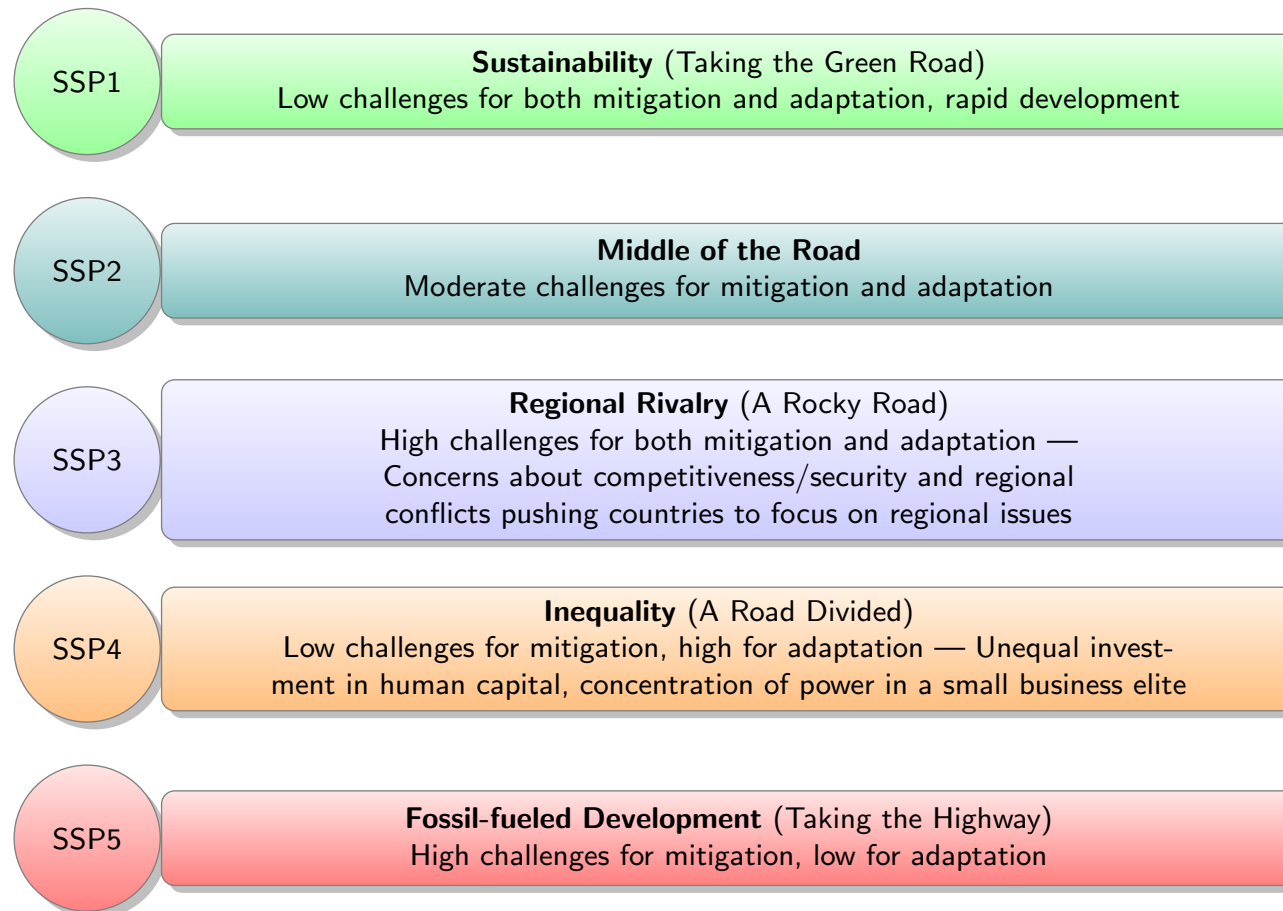 SSP1
Sustainability (Taking the Green Road)
Low challenges for both mitigation and adaptation, rapid development
SSP2
Middle of the Road
Moderate challenges for mitigation and adaptation
SSP3
Regional Rivalry (A Rocky Road)
High challenges for both mitigation and adaptation —
Concerns about competitiveness/security and regional
conflicts pushing countries to focus on regional issues
SSP4
Inequality (A Road Divided)
Low challenges for mitigation, high for adaptation — Unequal invest-
ment in human capital, concentration of power in a small business elite
SSP5
Fossil-fueled Development (Taking the Highway)
High challenges for mitigation, low for adaptation